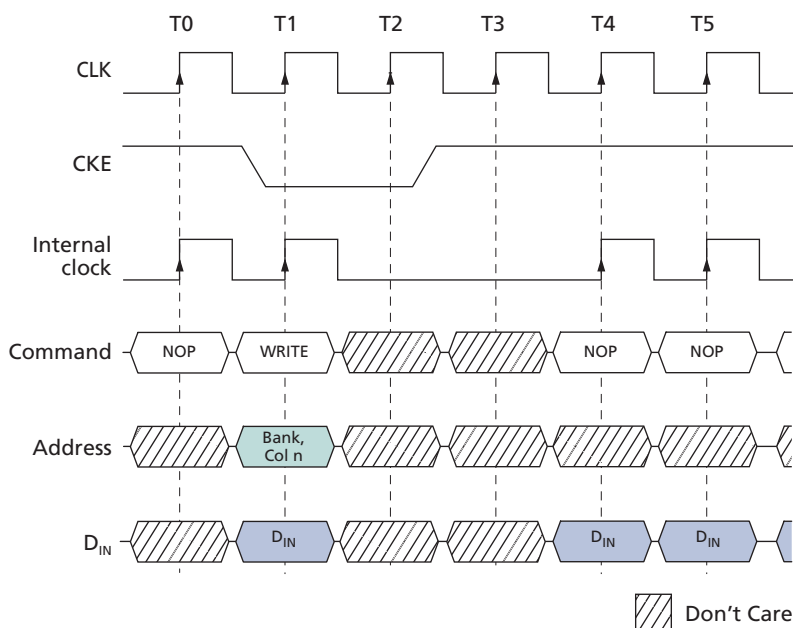 T0 T1 T2 T3 T4 T5
CLK
CKE
Internal
clock
Command NOP WRITE NOP NOP
Address Bank,
Col n
DIN DIN DIN DIN
Don't Care